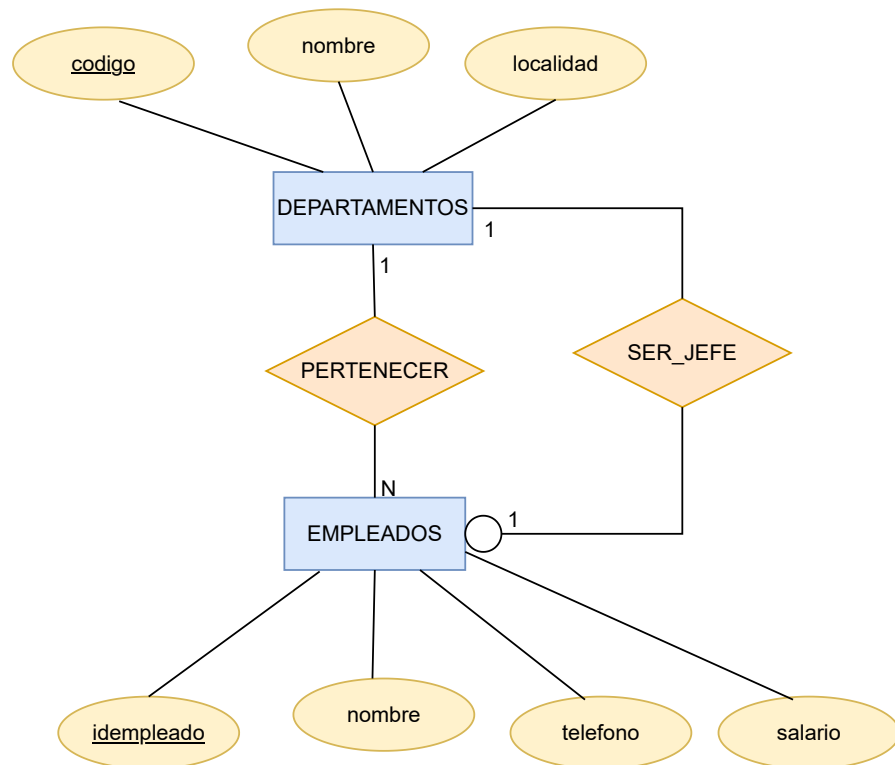 codigo
nombre
localidad
DEPARTAMENTOS
1
1
PERTENECER
SER_JEFE
N
EMPLEADOS
1
idempleado
nombre
telefono
salario